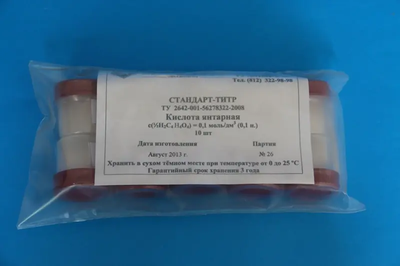 Тел. (812) 322-98-99
СТАНДАРТ-ТИТР
ТУ 2642-001-56278322-2008
Кислота янтарная
c(½H₂C₄H₄O₄) = 0,1 моль/дм³ (0,1 н.)
10 шт
Дата изготовления Партия
Август 2013 г. № 26
Хранить в сухом тёмном месте при температуре от 0 до 25 °C
Гарантийный срок хранения 3 года